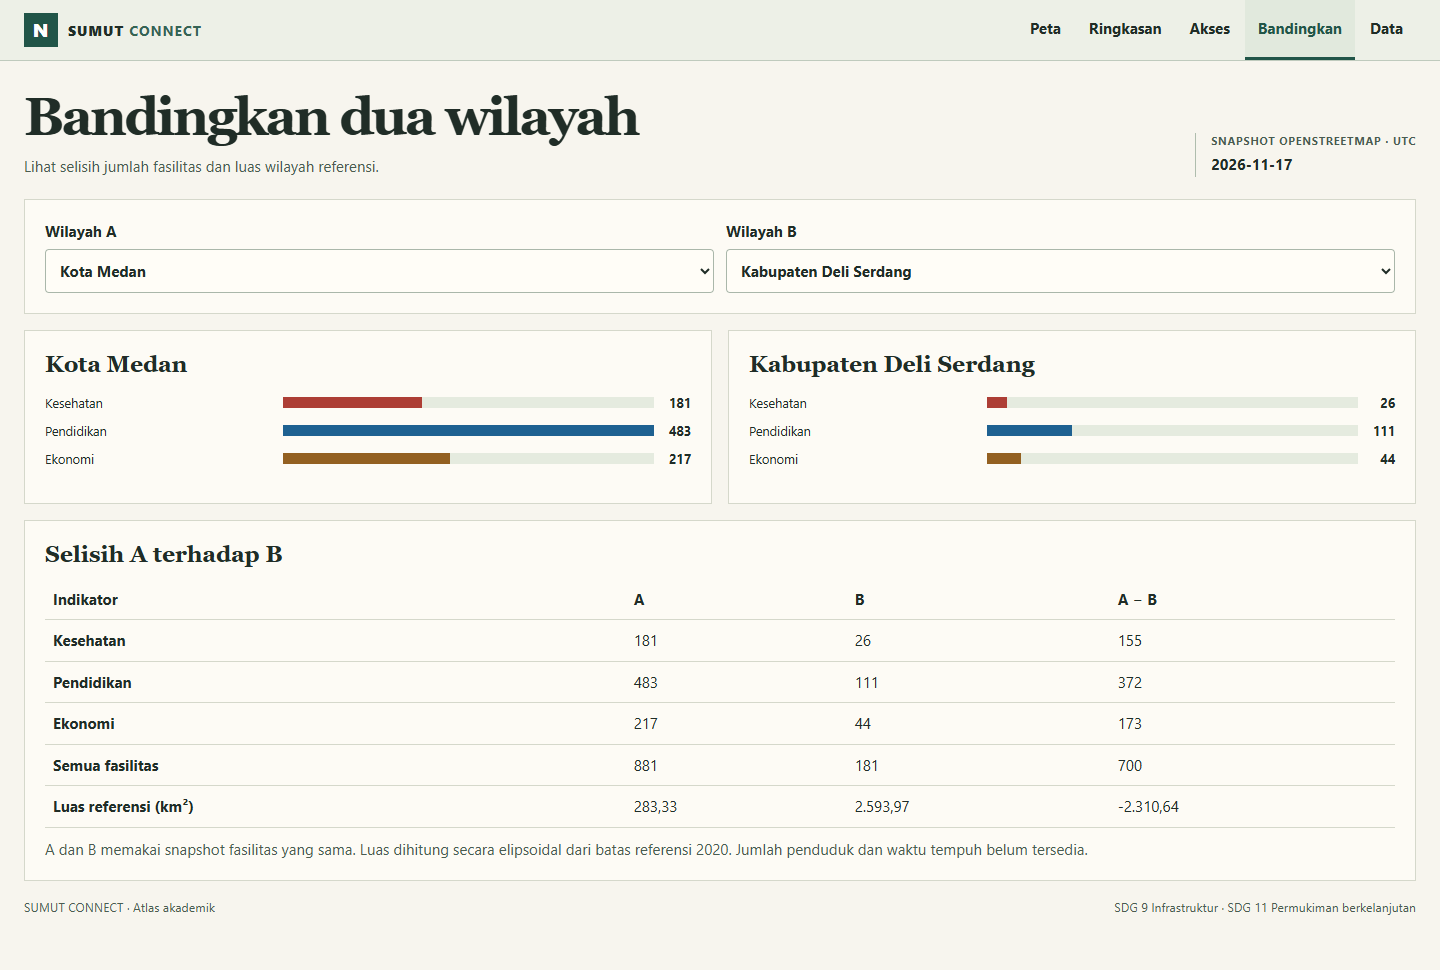 N SUMUT CONNECT Peta Ringkasan Akses Bandingkan Data
Bandingkan dua wilayah
Lihat selisih jumlah fasilitas dan luas wilayah referensi.
SNAPSHOT OPENSTREETMAP · UTC
2026-11-17
Wilayah A
Kota Medan
Wilayah B
Kabupaten Deli Serdang
Kota Medan
Kesehatan 181
Pendidikan 483
Ekonomi 217
Kabupaten Deli Serdang
Kesehatan 26
Pendidikan 111
Ekonomi 44
Selisih A terhadap B
Indikator A B A − B
Kesehatan 181 26 155
Pendidikan 483 111 372
Ekonomi 217 44 173
Semua fasilitas 881 181 700
Luas referensi (km²) 283,33 2.593,97 -2.310,64
A dan B memakai snapshot fasilitas yang sama. Luas dihitung secara elipsoidal dari batas referensi 2020. Jumlah penduduk dan waktu tempuh belum tersedia.
SUMUT CONNECT · Atlas akademik
SDG 9 Infrastruktur · SDG 11 Permukiman berkelanjutan